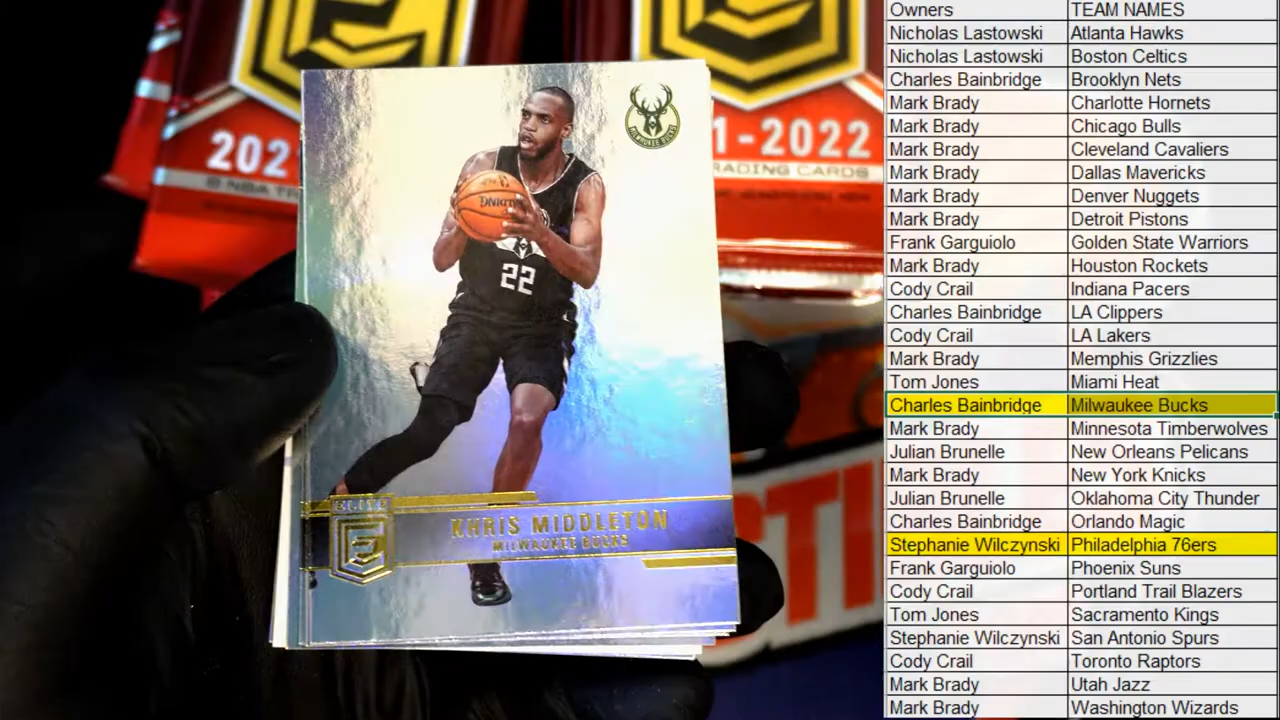 202
1-2022
RADING CARDS
MILWAUKEE BUCKS
22
ELITE
KHRIS MIDDLETON
MILWAUKEE BUCKS
Owners TEAM NAMES
Nicholas Lastowski Atlanta Hawks
Nicholas Lastowski Boston Celtics
Charles Bainbridge Brooklyn Nets
Mark Brady Charlotte Hornets
Mark Brady Chicago Bulls
Mark Brady Cleveland Cavaliers
Mark Brady Dallas Mavericks
Mark Brady Denver Nuggets
Mark Brady Detroit Pistons
Frank Garguiolo Golden State Warriors
Mark Brady Houston Rockets
Cody Crail Indiana Pacers
Charles Bainbridge LA Clippers
Cody Crail LA Lakers
Mark Brady Memphis Grizzlies
Tom Jones Miami Heat
Charles Bainbridge Milwaukee Bucks
Mark Brady Minnesota Timberwolves
Julian Brunelle New Orleans Pelicans
Mark Brady New York Knicks
Julian Brunelle Oklahoma City Thunder
Charles Bainbridge Orlando Magic
Stephanie Wilczynski Philadelphia 76ers
Frank Garguiolo Phoenix Suns
Cody Crail Portland Trail Blazers
Tom Jones Sacramento Kings
Stephanie Wilczynski San Antonio Spurs
Cody Crail Toronto Raptors
Mark Brady Utah Jazz
Mark Brady Washington Wizards